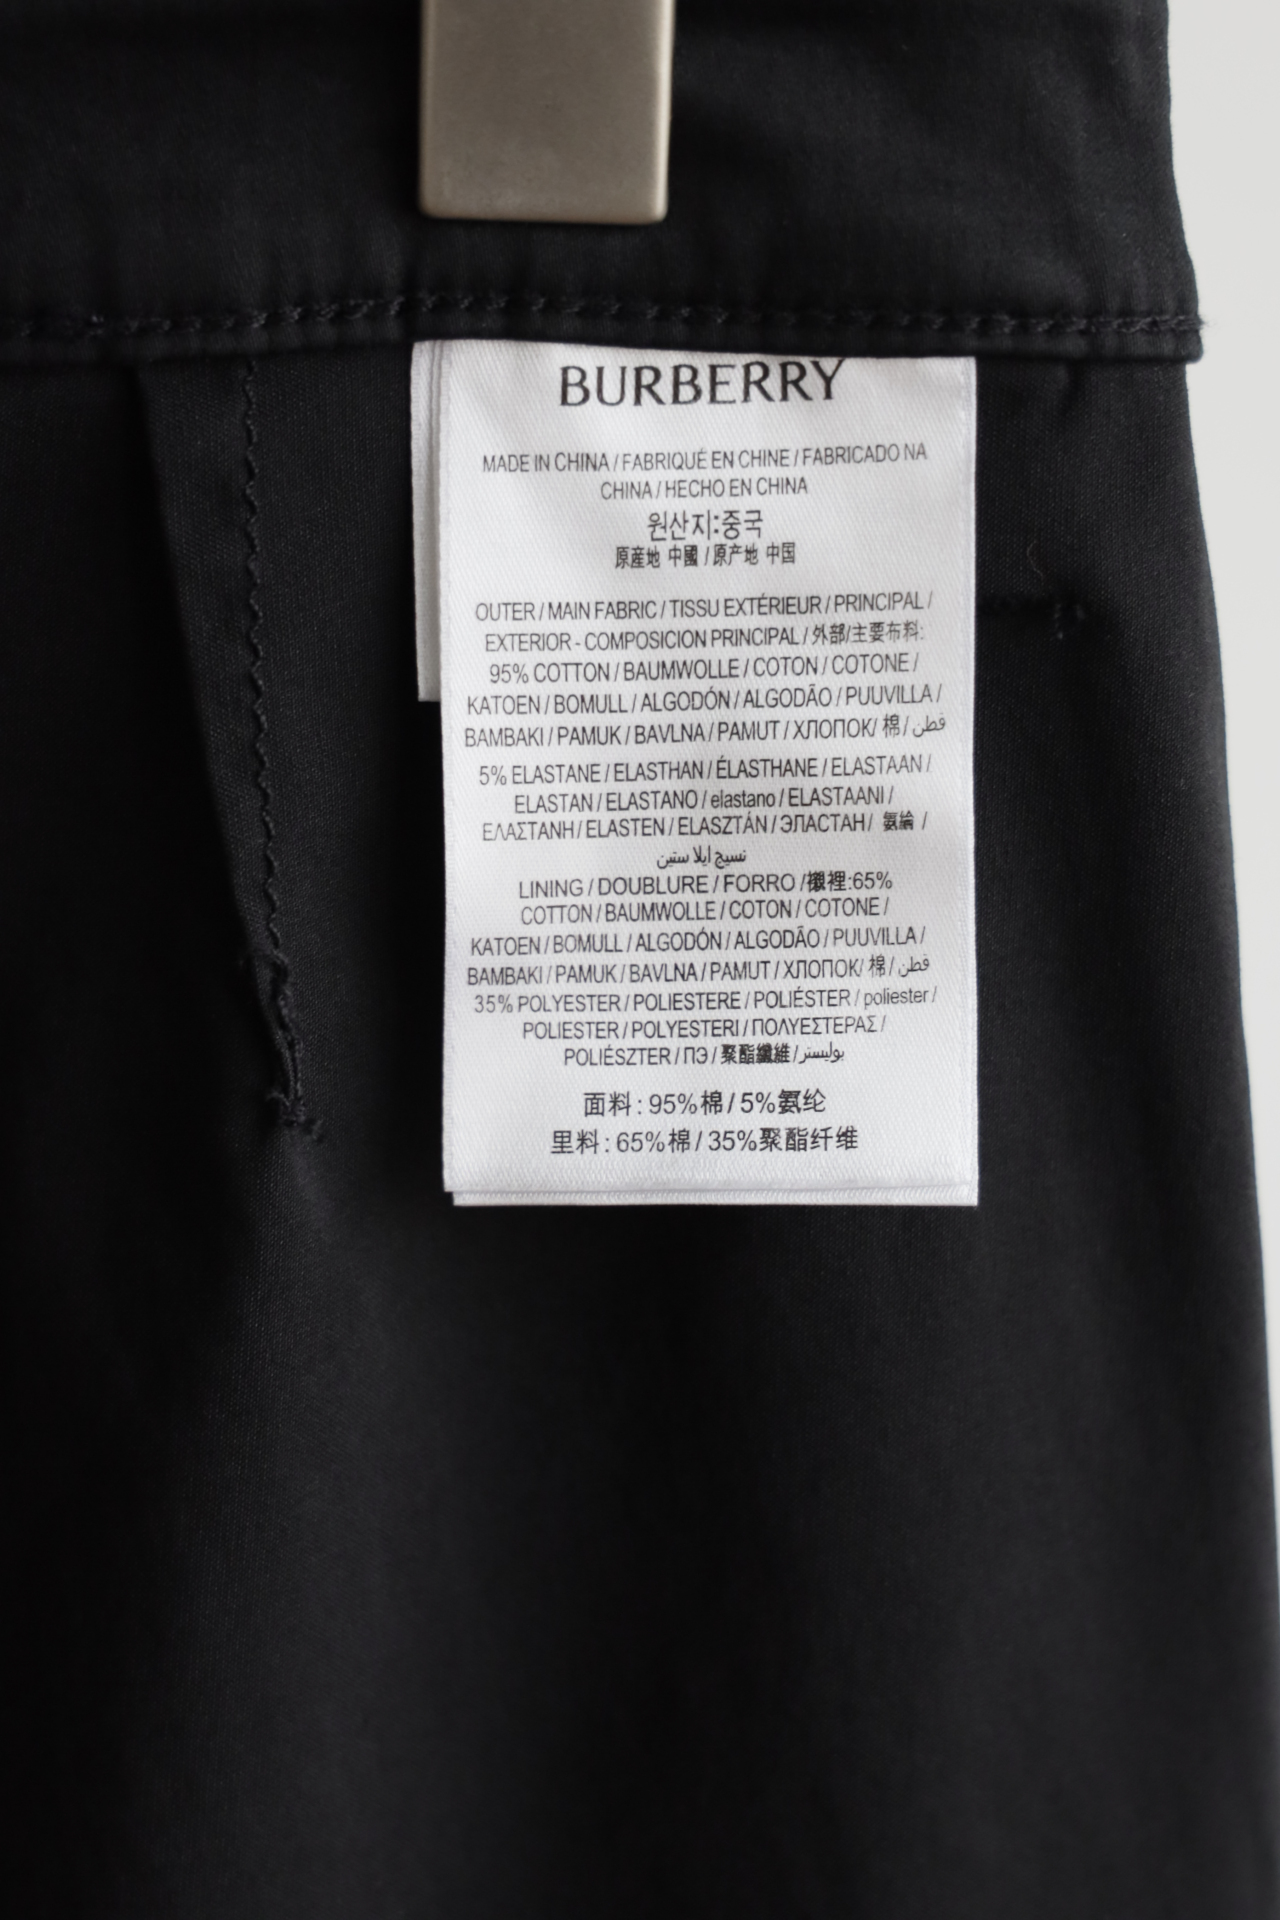 BURBERRY
MADE IN CHINA / FABRIQUÉ EN CHINE / FABRICADO NA
CHINA / HECHO EN CHINA
원산지:중국
原産地 中國 / 原产地 中国
OUTER / MAIN FABRIC / TISSU EXTÉRIEUR / PRINCIPAL /
EXTERIOR - COMPOSICION PRINCIPAL / 外部/主要布料:
95% COTTON / BAUMWOLLE / COTON / COTONE /
KATOEN / BOMULL / ALGODÓN / ALGODÃO / PUUVILLA /
BAMBAKI / PAMUK / BAVLNA / PAMUT / ХЛОПОК/ 棉 / قطن
5% ELASTANE / ELASTHAN / ÉLASTHANE / ELASTAAN /
ELASTAN / ELASTANO / elastano / ELASTAANI /
ΕΛΑΣΤΑΝΗ / ELASTEN / ELASZTÁN / ЭЛАСТАН / 氨綸 /
نسيج ايلا ستين
LINING / DOUBLURE / FORRO /襯裡:65%
COTTON / BAUMWOLLE / COTON / COTONE /
KATOEN / BOMULL / ALGODÓN / ALGODÃO / PUUVILLA /
BAMBAKI / PAMUK / BAVLNA / PAMUT / ХЛОПОК/ 棉 / قطن
35% POLYESTER / POLIESTERE / POLIÉSTER / poliester /
POLIESTER / POLYESTERI / ΠΟΛΥΕΣΤΕΡΑΣ /
POLIÉSZTER / ПЭ / 聚酯纖維 / بوليستر
面料 : 95%棉 / 5%氨纶
里料 : 65%棉 / 35%聚酯纤维